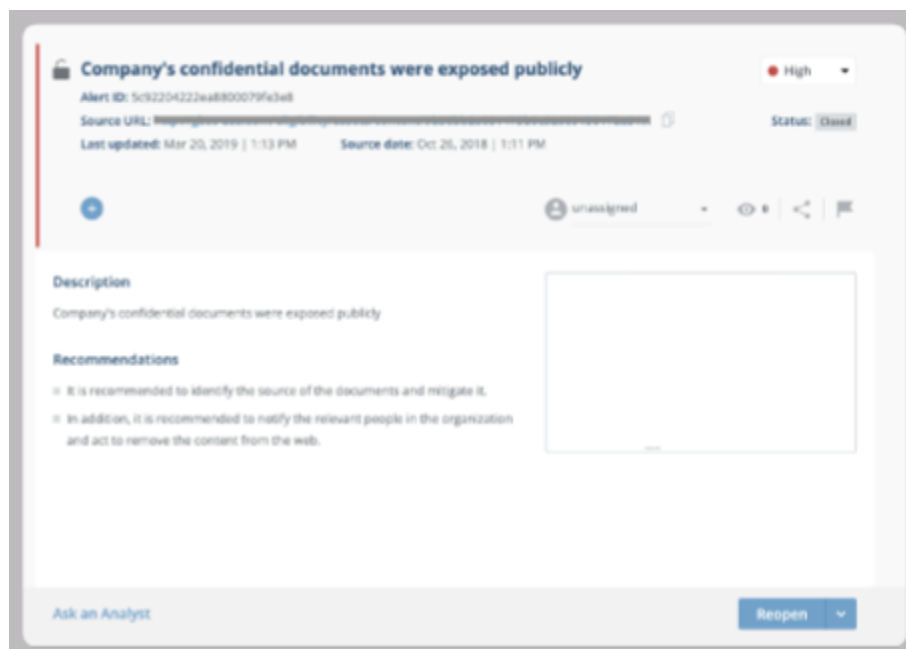 Company's confidential documents were exposed publicly
High
Alert ID: 5c92204222ea8800079fe3e8
Source URL:
Status: Closed
Last updated: Mar 20, 2019 | 1:13 PM Source date: Oct 26, 2018 | 1:11 PM
unassigned
Description
Company's confidential documents were exposed publicly
Recommendations
It is recommended to identify the source of the documents and mitigate it.
In addition, it is recommended to notify the relevant people in the organization
and act to remove the content from the web.
Ask an Analyst
Reopen